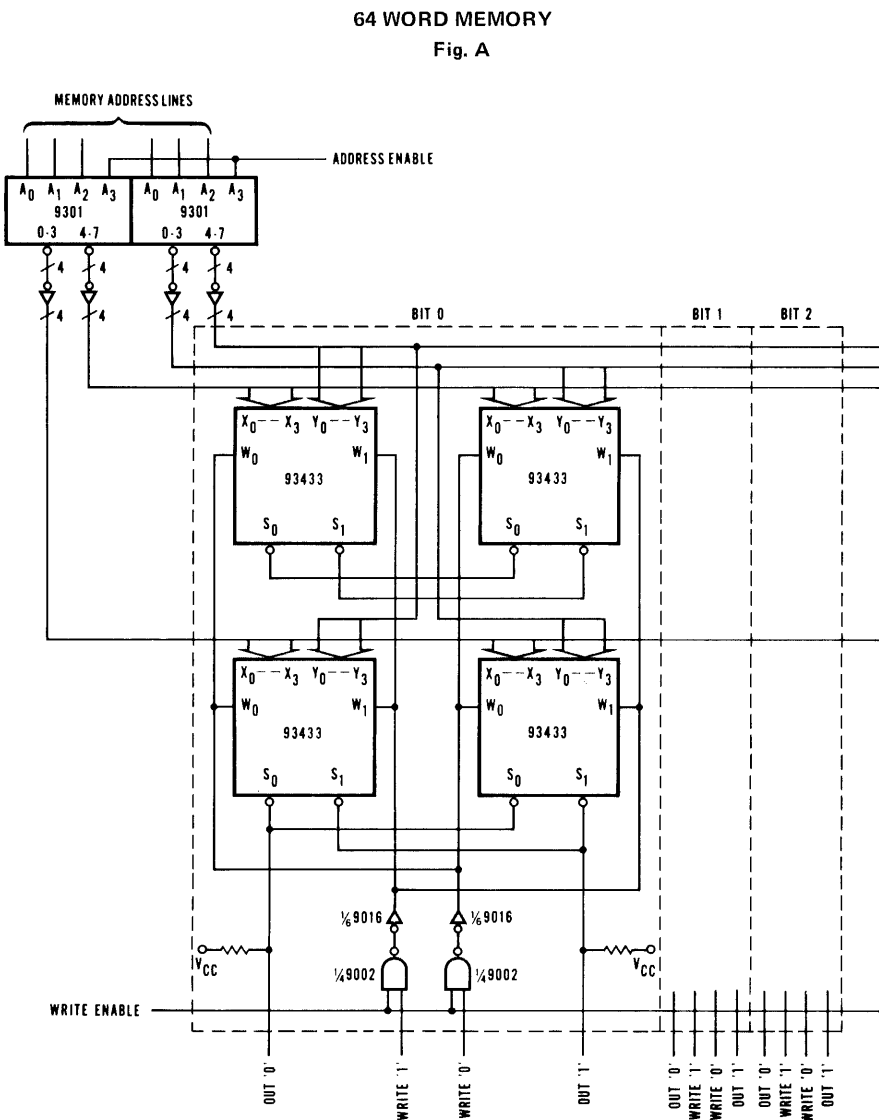 64 WORD MEMORY
Fig. A
MEMORY ADDRESS LINES
ADDRESS ENABLE
A0 A1 A2 A3 A0 A1 A2 A3
9301 9301
0-3 4-7 0-3 4-7
4 4 4 4
4 4 4 4
BIT 0 BIT 1 BIT 2
X0---X3 Y0---Y3 X0---X3 Y0---Y3
W0 W1 W0 W1
93433 93433
S0 S1 S0 S1
X0---X3 Y0---Y3 X0---X3 Y0---Y3
W0 W1 W0 W1
93433 93433
S0 S1 S0 S1
1/6 9016 1/6 9016
VCC 1/4 9002 1/4 9002 VCC
WRITE ENABLE
OUT '0' WRITE '1' WRITE '0' OUT '1' OUT '0' WRITE '1' WRITE '0' OUT '1' OUT '0' WRITE '1' WRITE '0' OUT '1'